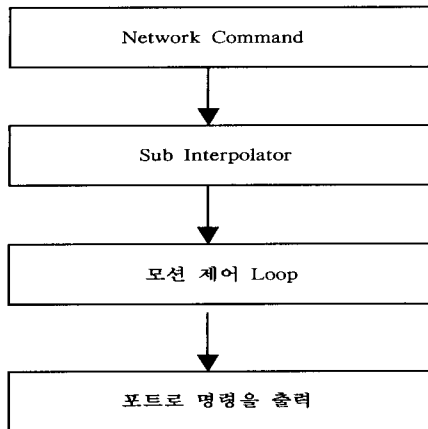 Network Command
Sub Interpolator
모션 제어 Loop
포트로 명령을 출력